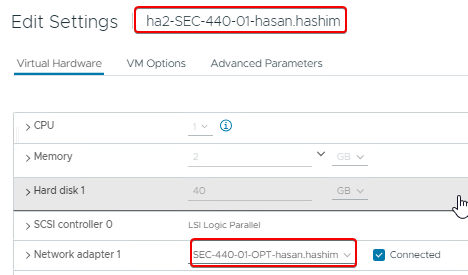 Edit Settings ha2-SEC-440-01-hasan.hashim
Virtual Hardware VM Options Advanced Parameters
CPU 1
Memory 2 GB
Hard disk 1 40 GB
SCSI controller 0 LSI Logic Parallel
Network adapter 1 SEC-440-01-OPT-hasan.hashim Connected